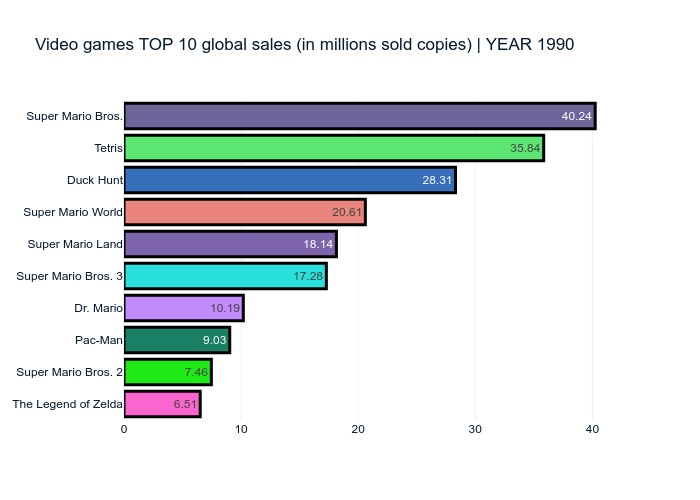 Video games TOP 10 global sales (in millions sold copies) | YEAR 1990
Super Mario Bros. 40.24
Tetris 35.84
Duck Hunt 28.31
Super Mario World 20.61
Super Mario Land 18.14
Super Mario Bros. 3 17.28
Dr. Mario 10.19
Pac-Man 9.03
Super Mario Bros. 2 7.46
The Legend of Zelda 6.51
0 10 20 30 40